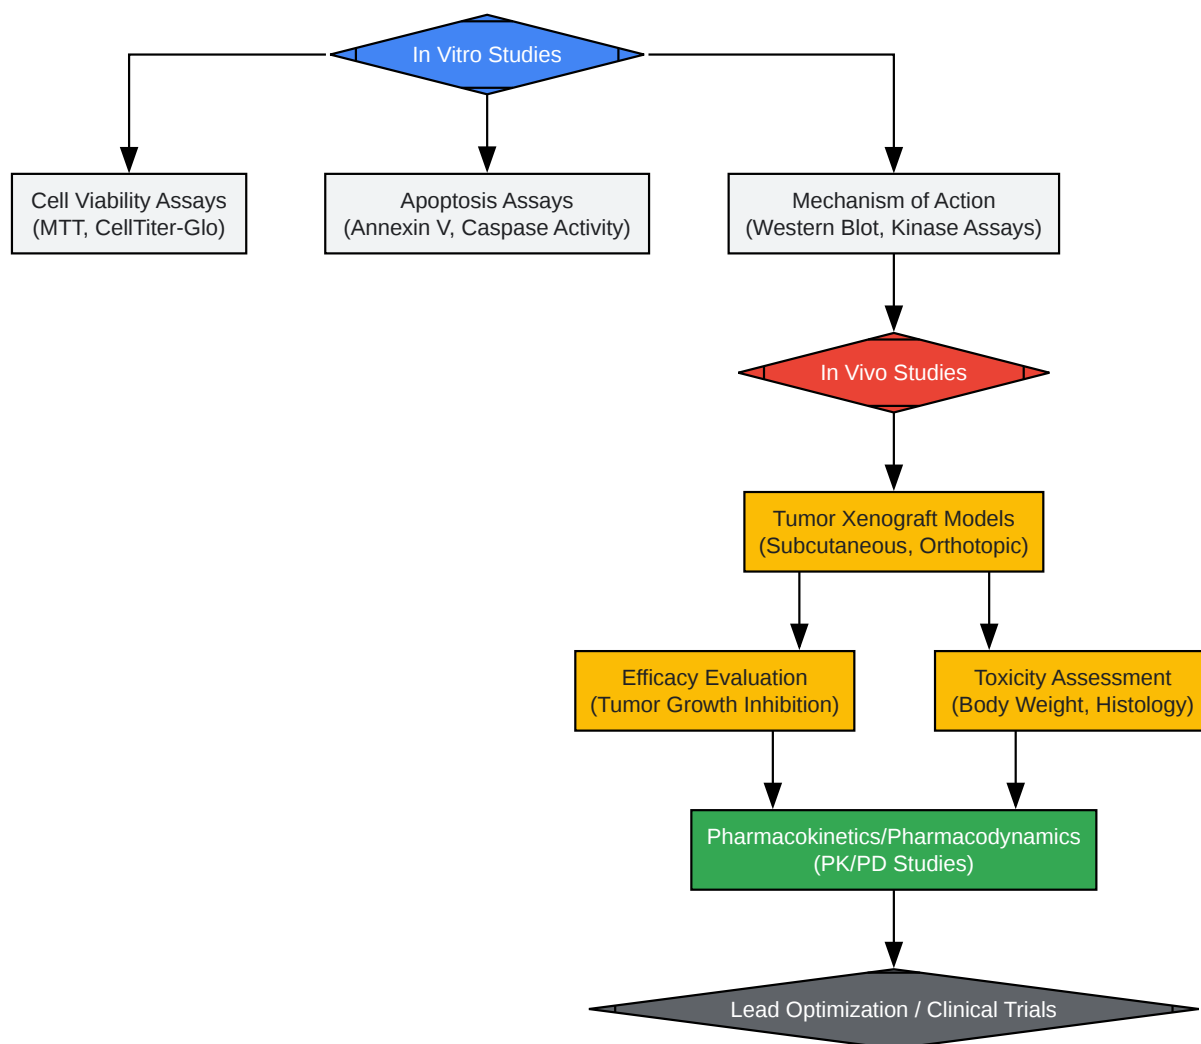 In Vitro Studies
Cell Viability Assays
(MTT, CellTiter-Glo)
Apoptosis Assays
(Annexin V, Caspase Activity)
Mechanism of Action
(Western Blot, Kinase Assays)
In Vivo Studies
Tumor Xenograft Models
(Subcutaneous, Orthotopic)
Efficacy Evaluation
(Tumor Growth Inhibition)
Toxicity Assessment
(Body Weight, Histology)
Pharmacokinetics/Pharmacodynamics
(PK/PD Studies)
Lead Optimization / Clinical Trials